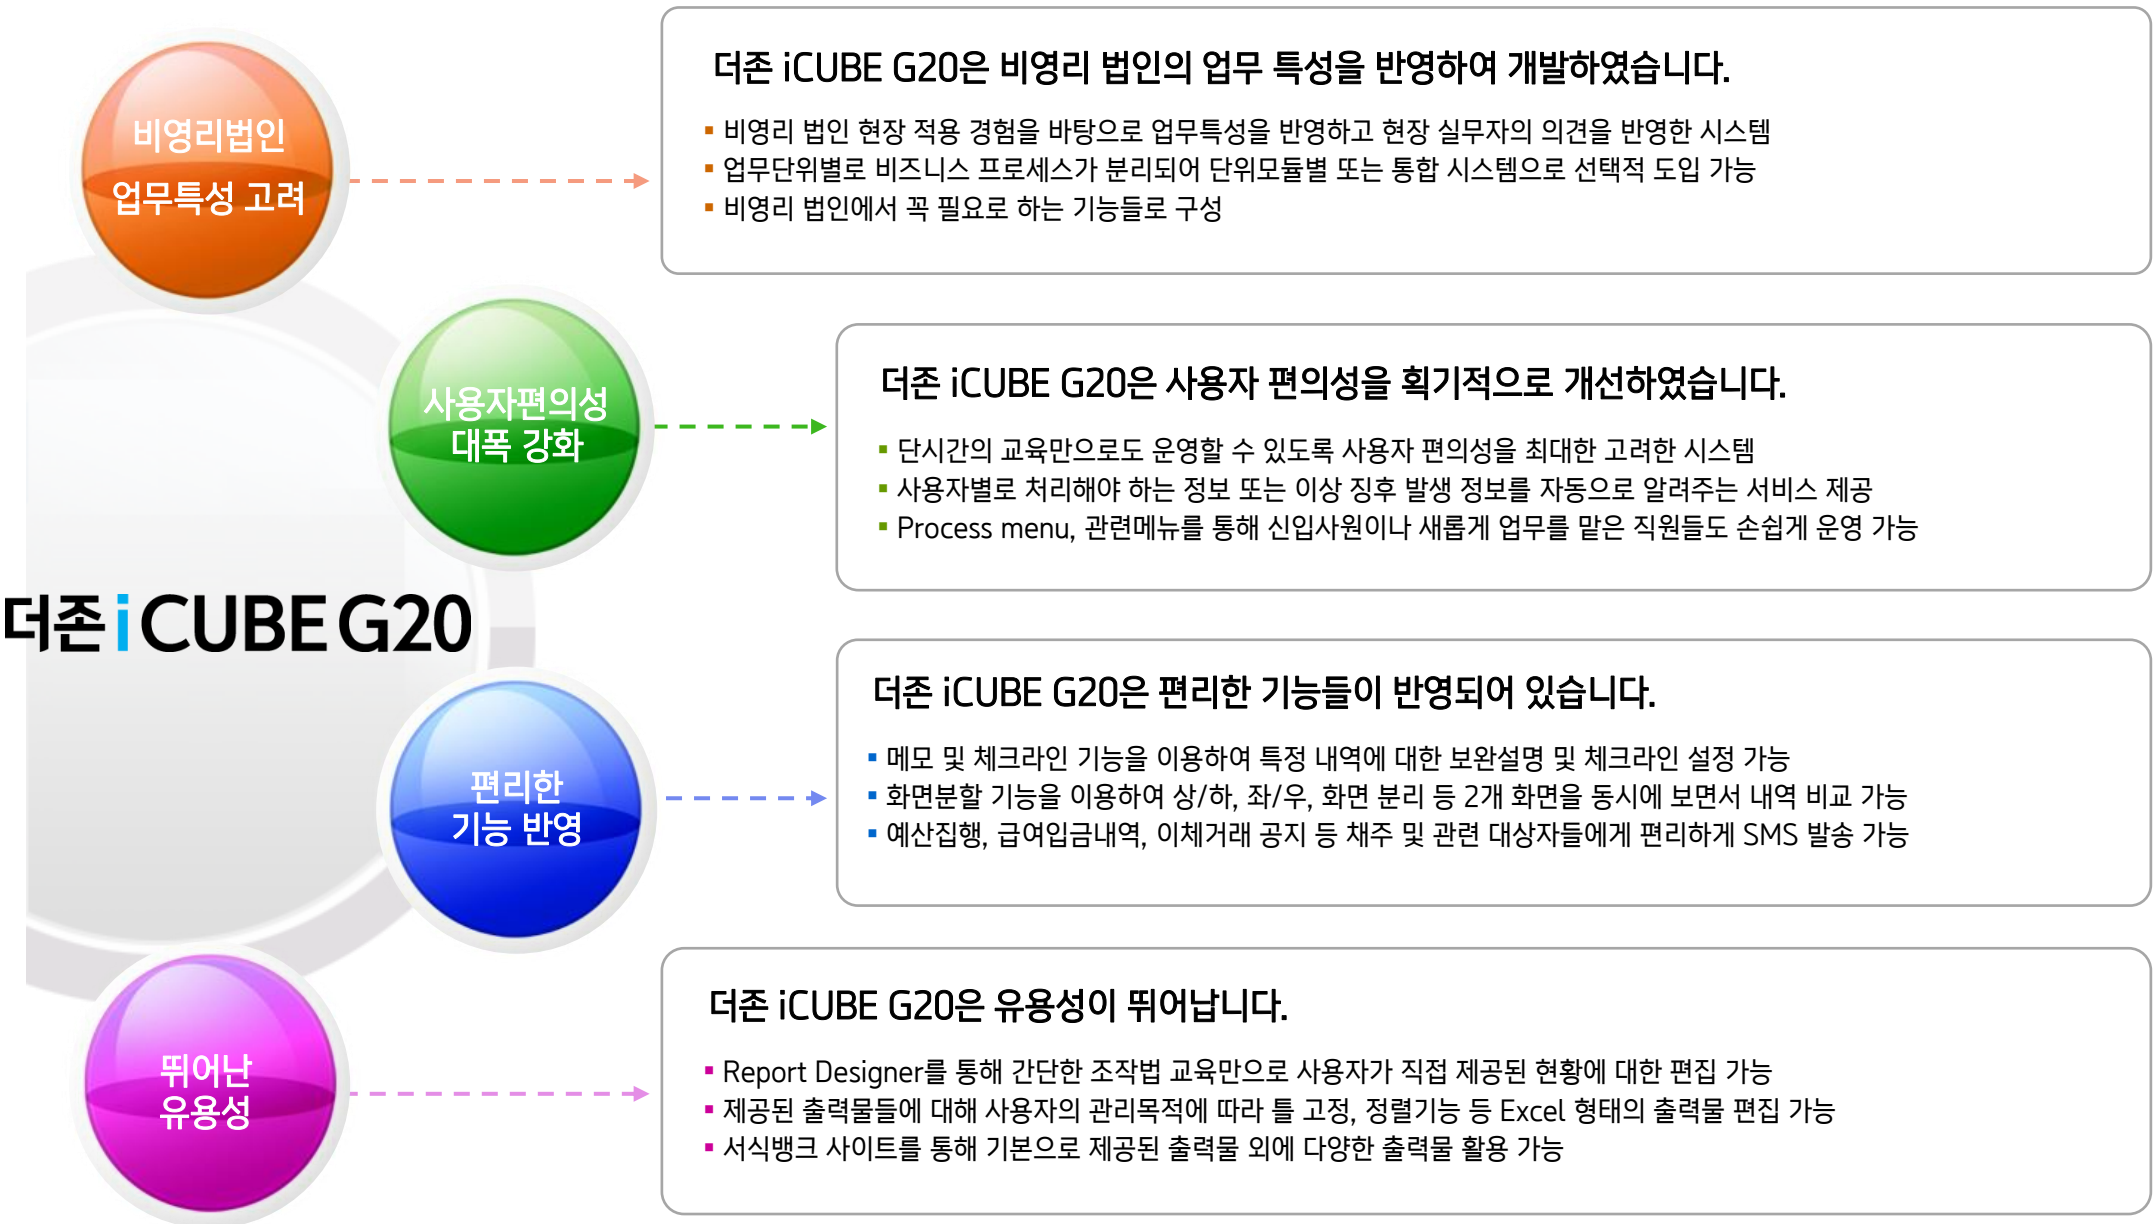 비영리법인
업무특성 고려
더존 iCUBE G20은 비영리 법인의 업무 특성을 반영하여 개발하였습니다.
▪ 비영리 법인 현장 적용 경험을 바탕으로 업무특성을 반영하고 현장 실무자의 의견을 반영한 시스템
▪ 업무단위별로 비즈니스 프로세스가 분리되어 단위모듈별 또는 통합 시스템으로 선택적 도입 가능
▪ 비영리 법인에서 꼭 필요로 하는 기능들로 구성
사용자편의성
대폭 강화
더존 iCUBE G20은 사용자 편의성을 획기적으로 개선하였습니다.
▪ 단시간의 교육만으로도 운영할 수 있도록 사용자 편의성을 최대한 고려한 시스템
▪ 사용자별로 처리해야 하는 정보 또는 이상 징후 발생 정보를 자동으로 알려주는 서비스 제공
▪ Process menu, 관련메뉴를 통해 신입사원이나 새롭게 업무를 맡은 직원들도 손쉽게 운영 가능
더존 iCUBE G20
편리한
기능 반영
더존 iCUBE G20은 편리한 기능들이 반영되어 있습니다.
▪ 메모 및 체크라인 기능을 이용하여 특정 내역에 대한 보완설명 및 체크라인 설정 가능
▪ 화면분할 기능을 이용하여 상/하, 좌/우, 화면 분리 등 2개 화면을 동시에 보면서 내역 비교 가능
▪ 예산집행, 급여입금내역, 이체거래 공지 등 채주 및 관련 대상자들에게 편리하게 SMS 발송 가능
뛰어난
유용성
더존 iCUBE G20은 유용성이 뛰어납니다.
▪ Report Designer를 통해 간단한 조작법 교육만으로 사용자가 직접 제공된 현황에 대한 편집 가능
▪ 제공된 출력물들에 대해 사용자의 관리목적에 따라 틀 고정, 정렬기능 등 Excel 형태의 출력물 편집 가능
▪ 서식뱅크 사이트를 통해 기본으로 제공된 출력물 외에 다양한 출력물 활용 가능